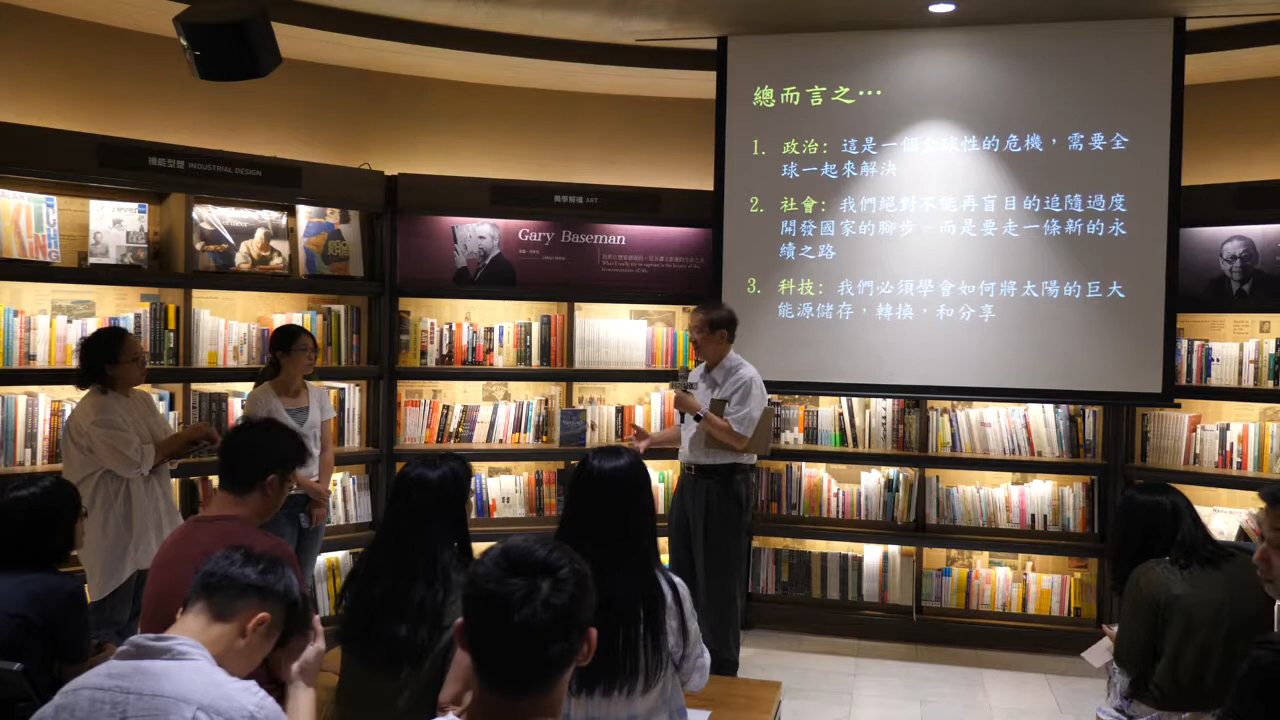 總而言之…
1. 政治: 這是一個全球性的危機，需要全
球一起來解決
2. 社會: 我們絕對不能再盲目的追隨過度
開發國家的腳步－而是要走一條新的永
續之路
3. 科技: 我們必須學會如何將太陽的巨大
能源儲存，轉換，和分享
INDUSTRIAL DESIGN
美學解構 ART
Gary Baseman